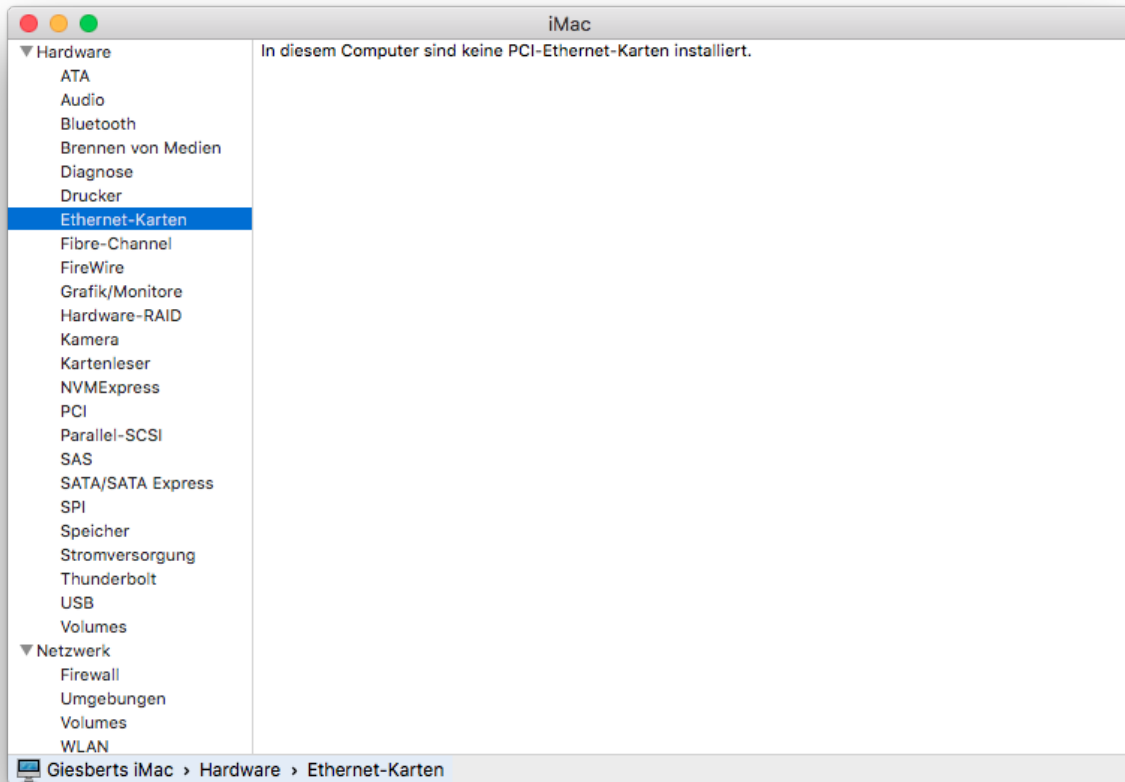 iMac
Hardware
ATA
Audio
Bluetooth
Brennen von Medien
Diagnose
Drucker
Ethernet-Karten
Fibre-Channel
FireWire
Grafik/Monitore
Hardware-RAID
Kamera
Kartenleser
NVMExpress
PCI
Parallel-SCSI
SAS
SATA/SATA Express
SPI
Speicher
Stromversorgung
Thunderbolt
USB
Volumes
Netzwerk
Firewall
Umgebungen
Volumes
WLAN
In diesem Computer sind keine PCI-Ethernet-Karten installiert.
Giesberts iMac › Hardware › Ethernet-Karten